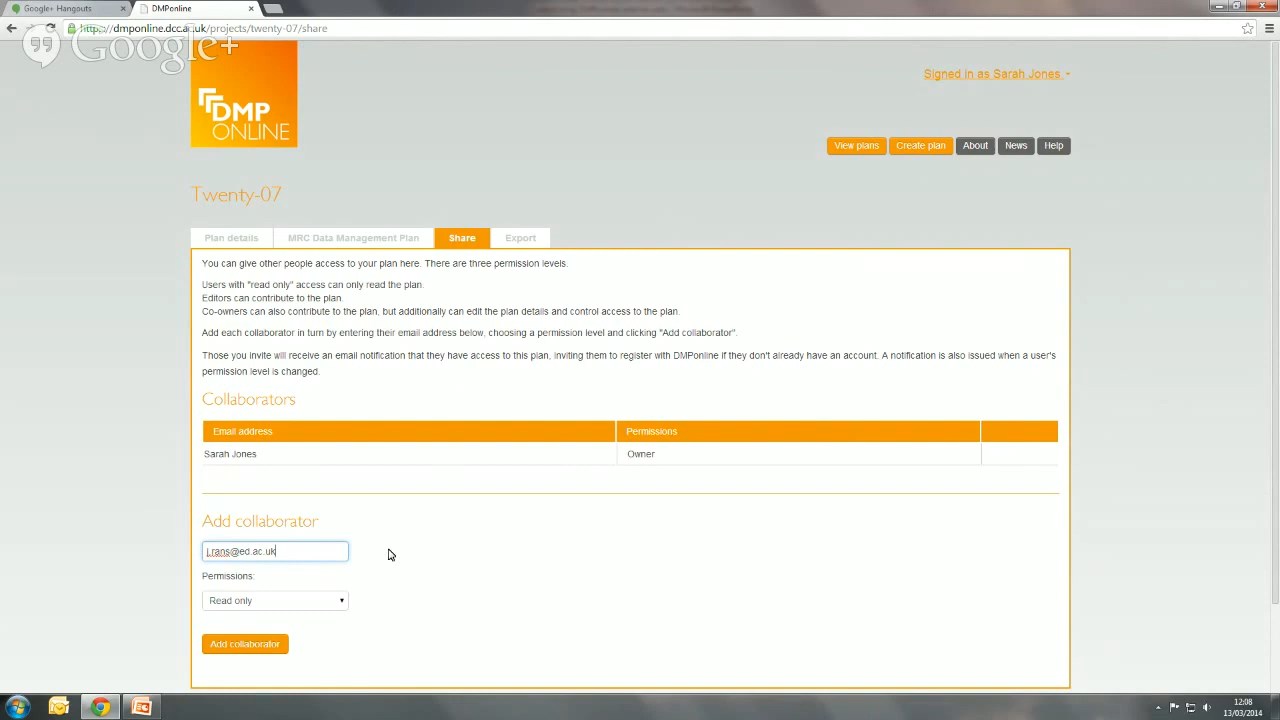 Google+ Hangouts
DMPonline
https://dmponline.dcc.ac.uk/projects/twenty-07/share
Google+
DMP
ONLINE
Signed in as Sarah Jones
View plans Create plan About News Help
Twenty-07
Plan details MRC Data Management Plan Share Export
You can give other people access to your plan here. There are three permission levels.
Users with "read only" access can only read the plan.
Editors can contribute to the plan.
Co-owners can also contribute to the plan, but additionally can edit the plan details and control access to the plan.
Add each collaborator in turn by entering their email address below, choosing a permission level and clicking "Add collaborator".
Those you invite will receive an email notification that they have access to this plan, inviting them to register with DMPonline if they don't already have an account. A notification is also issued when a user's
permission level is changed.
Collaborators
Email address Permissions
Sarah Jones Owner
Add collaborator
j.rans@ed.ac.uk
Permissions:
Read only
Add collaborator
12:08
13/03/2014